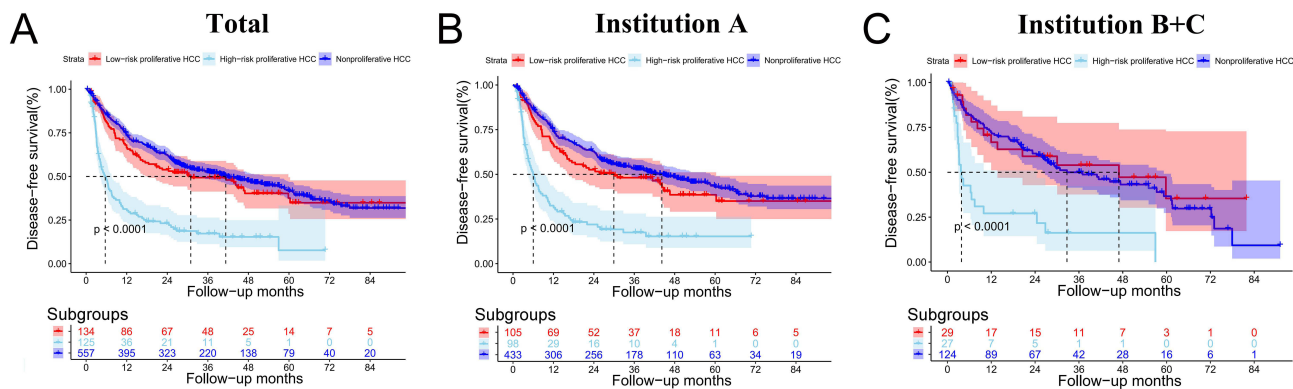 A
Total
Strata Low-risk proliferative HCC High-risk proliferative HCC Nonproliferative HCC
Disease-free survival(%)
1.00
0.75
0.50
0.25
0.00
p < 0.0001
0 12 24 36 48 60 72 84
Follow-up months
Subgroups
134 86 67 48 25 14 7 5
125 36 21 11 5 1 0 0
557 395 323 220 138 79 40 20
0 12 24 36 48 60 72 84
B
Institution A
Strata Low-risk proliferative HCC High-risk proliferative HCC Nonproliferative HCC
Disease-free survival(%)
1.00
0.75
0.50
0.25
0.00
p < 0.0001
0 12 24 36 48 60 72 84
Follow-up months
Subgroups
105 69 52 37 18 11 6 5
98 29 16 10 4 1 0 0
433 306 256 178 110 63 34 19
0 12 24 36 48 60 72 84
C
Institution B+C
Strata Low-risk proliferative HCC High-risk proliferative HCC Nonproliferative HCC
Disease-free survival(%)
1.00
0.75
0.50
0.25
0.00
p < 0.0001
0 12 24 36 48 60 72 84
Follow-up months
Subgroups
29 17 15 11 7 3 1 0
27 7 5 1 1 0 0 0
124 89 67 42 28 16 6 1
0 12 24 36 48 60 72 84